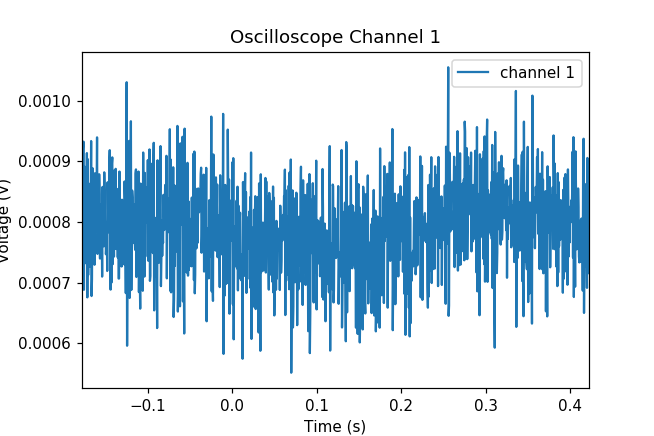 Oscilloscope Channel 1
channel 1
0.0010
0.0009
0.0008
0.0007
0.0006
Voltage (V)
−0.1 0.0 0.1 0.2 0.3 0.4
Time (s)